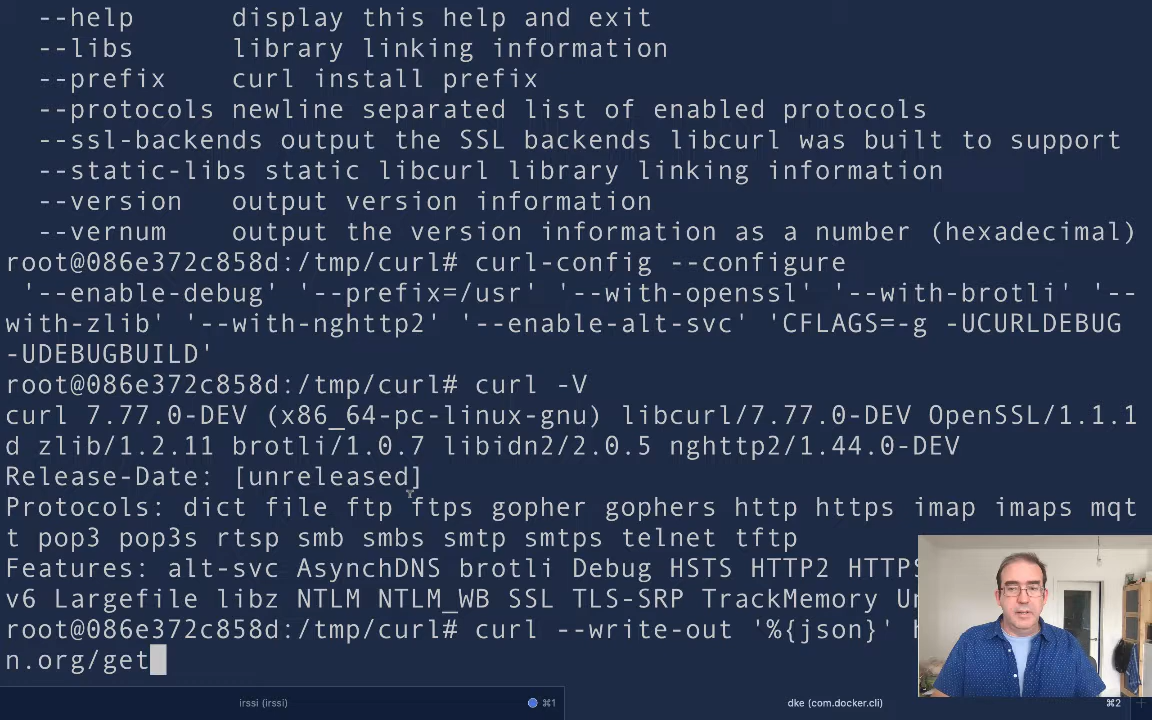 --help display this help and exit
--libs library linking information
--prefix curl install prefix
--protocols newline separated list of enabled protocols
--ssl-backends output the SSL backends libcurl was built to support
--static-libs static libcurl library linking information
--version output version information
--vernum output the version information as a number (hexadecimal)
root@086e372c858d:/tmp/curl# curl-config --configure
'--enable-debug' '--prefix=/usr' '--with-openssl' '--with-brotli' '--
with-zlib' '--with-nghttp2' '--enable-alt-svc' 'CFLAGS=-g -UCURLDEBUG
-UDEBUGBUILD'
root@086e372c858d:/tmp/curl# curl -V
curl 7.77.0-DEV (x86_64-pc-linux-gnu) libcurl/7.77.0-DEV OpenSSL/1.1.1
d zlib/1.2.11 brotli/1.0.7 libidn2/2.0.5 nghttp2/1.44.0-DEV
Release-Date: [unreleased]
Protocols: dict file ftp ftps gopher gophers http https imap imaps mqt
t pop3 pop3s rtsp smb smbs smtp smtps telnet tftp
Features: alt-svc AsynchDNS brotli Debug HSTS HTTP2
v6 Largefile libz NTLM NTLM_WB SSL TLS-SRP TrackMemory
root@086e372c858d:/tmp/curl# curl --write-out '%{json}'
n.org/get
irssi (irssi) ⌘1 dke (com.docker.cli) ⌘2 +